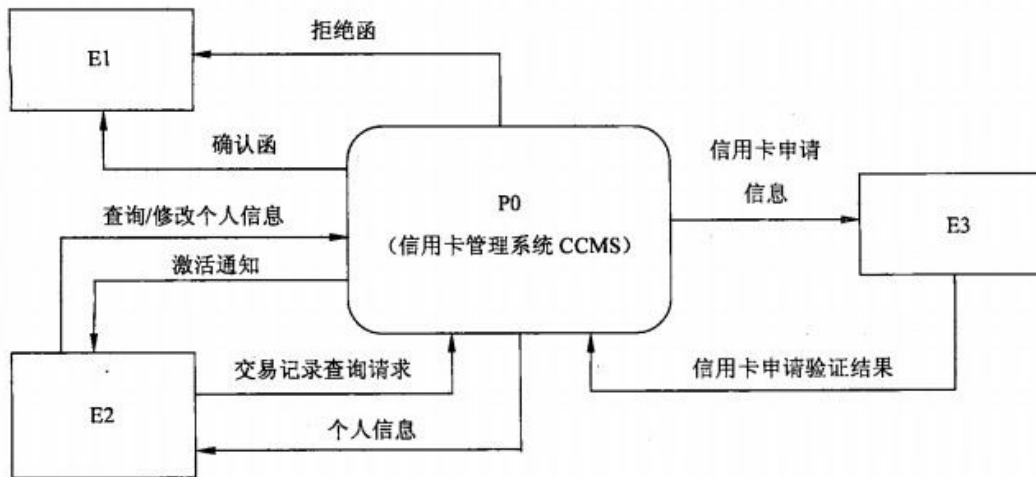 拒绝函
E1
确认函
信用卡申请
信息
P0
(信用卡管理系统 CCMS)
E3
查询/修改个人信息
激活通知
交易记录查询请求
信用卡申请验证结果
E2
个人信息